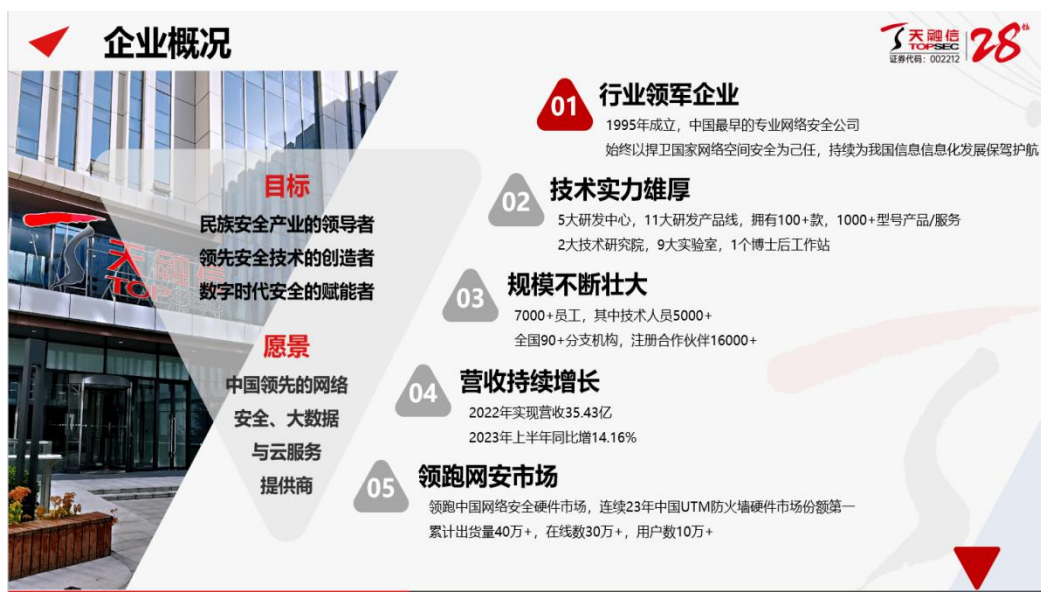 企业概况
天融信
TOPSEC
证券代码：002212
28th
目标
民族安全产业的领导者
领先安全技术的创造者
数字时代安全的赋能者
愿景
中国领先的网络
安全、大数据
与云服务
提供商
01
行业领军企业
1995年成立，中国最早的专业网络安全公司
始终以捍卫国家网络空间安全为己任，持续为我国信息信息化发展保驾护航
02
技术实力雄厚
5大研发中心，11大研发产品线，拥有100+款，1000+型号产品/服务
2大技术研究院，9大实验室，1个博士后工作站
03
规模不断壮大
7000+员工，其中技术人员5000+
全国90+分支机构，注册合作伙伴16000+
04
营收持续增长
2022年实现营收35.43亿
2023年上半年同比增14.16%
05
领跑网安市场
领跑中国网络安全硬件市场，连续23年中国UTM防火墙硬件市场份额第一
累计出货量40万+，在线数30万+，用户数10万+
天融信
TOP